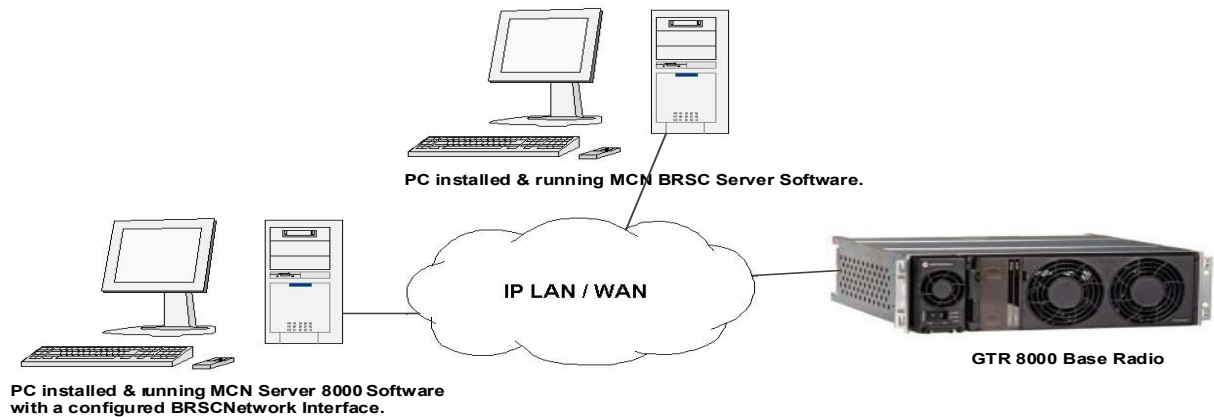 PC installed & running MCN BRSC Server Software.
IP LAN / WAN
GTR 8000 Base Radio
PC installed & running MCN Server 8000 Software
with a configured BRSCNetwork Interface.